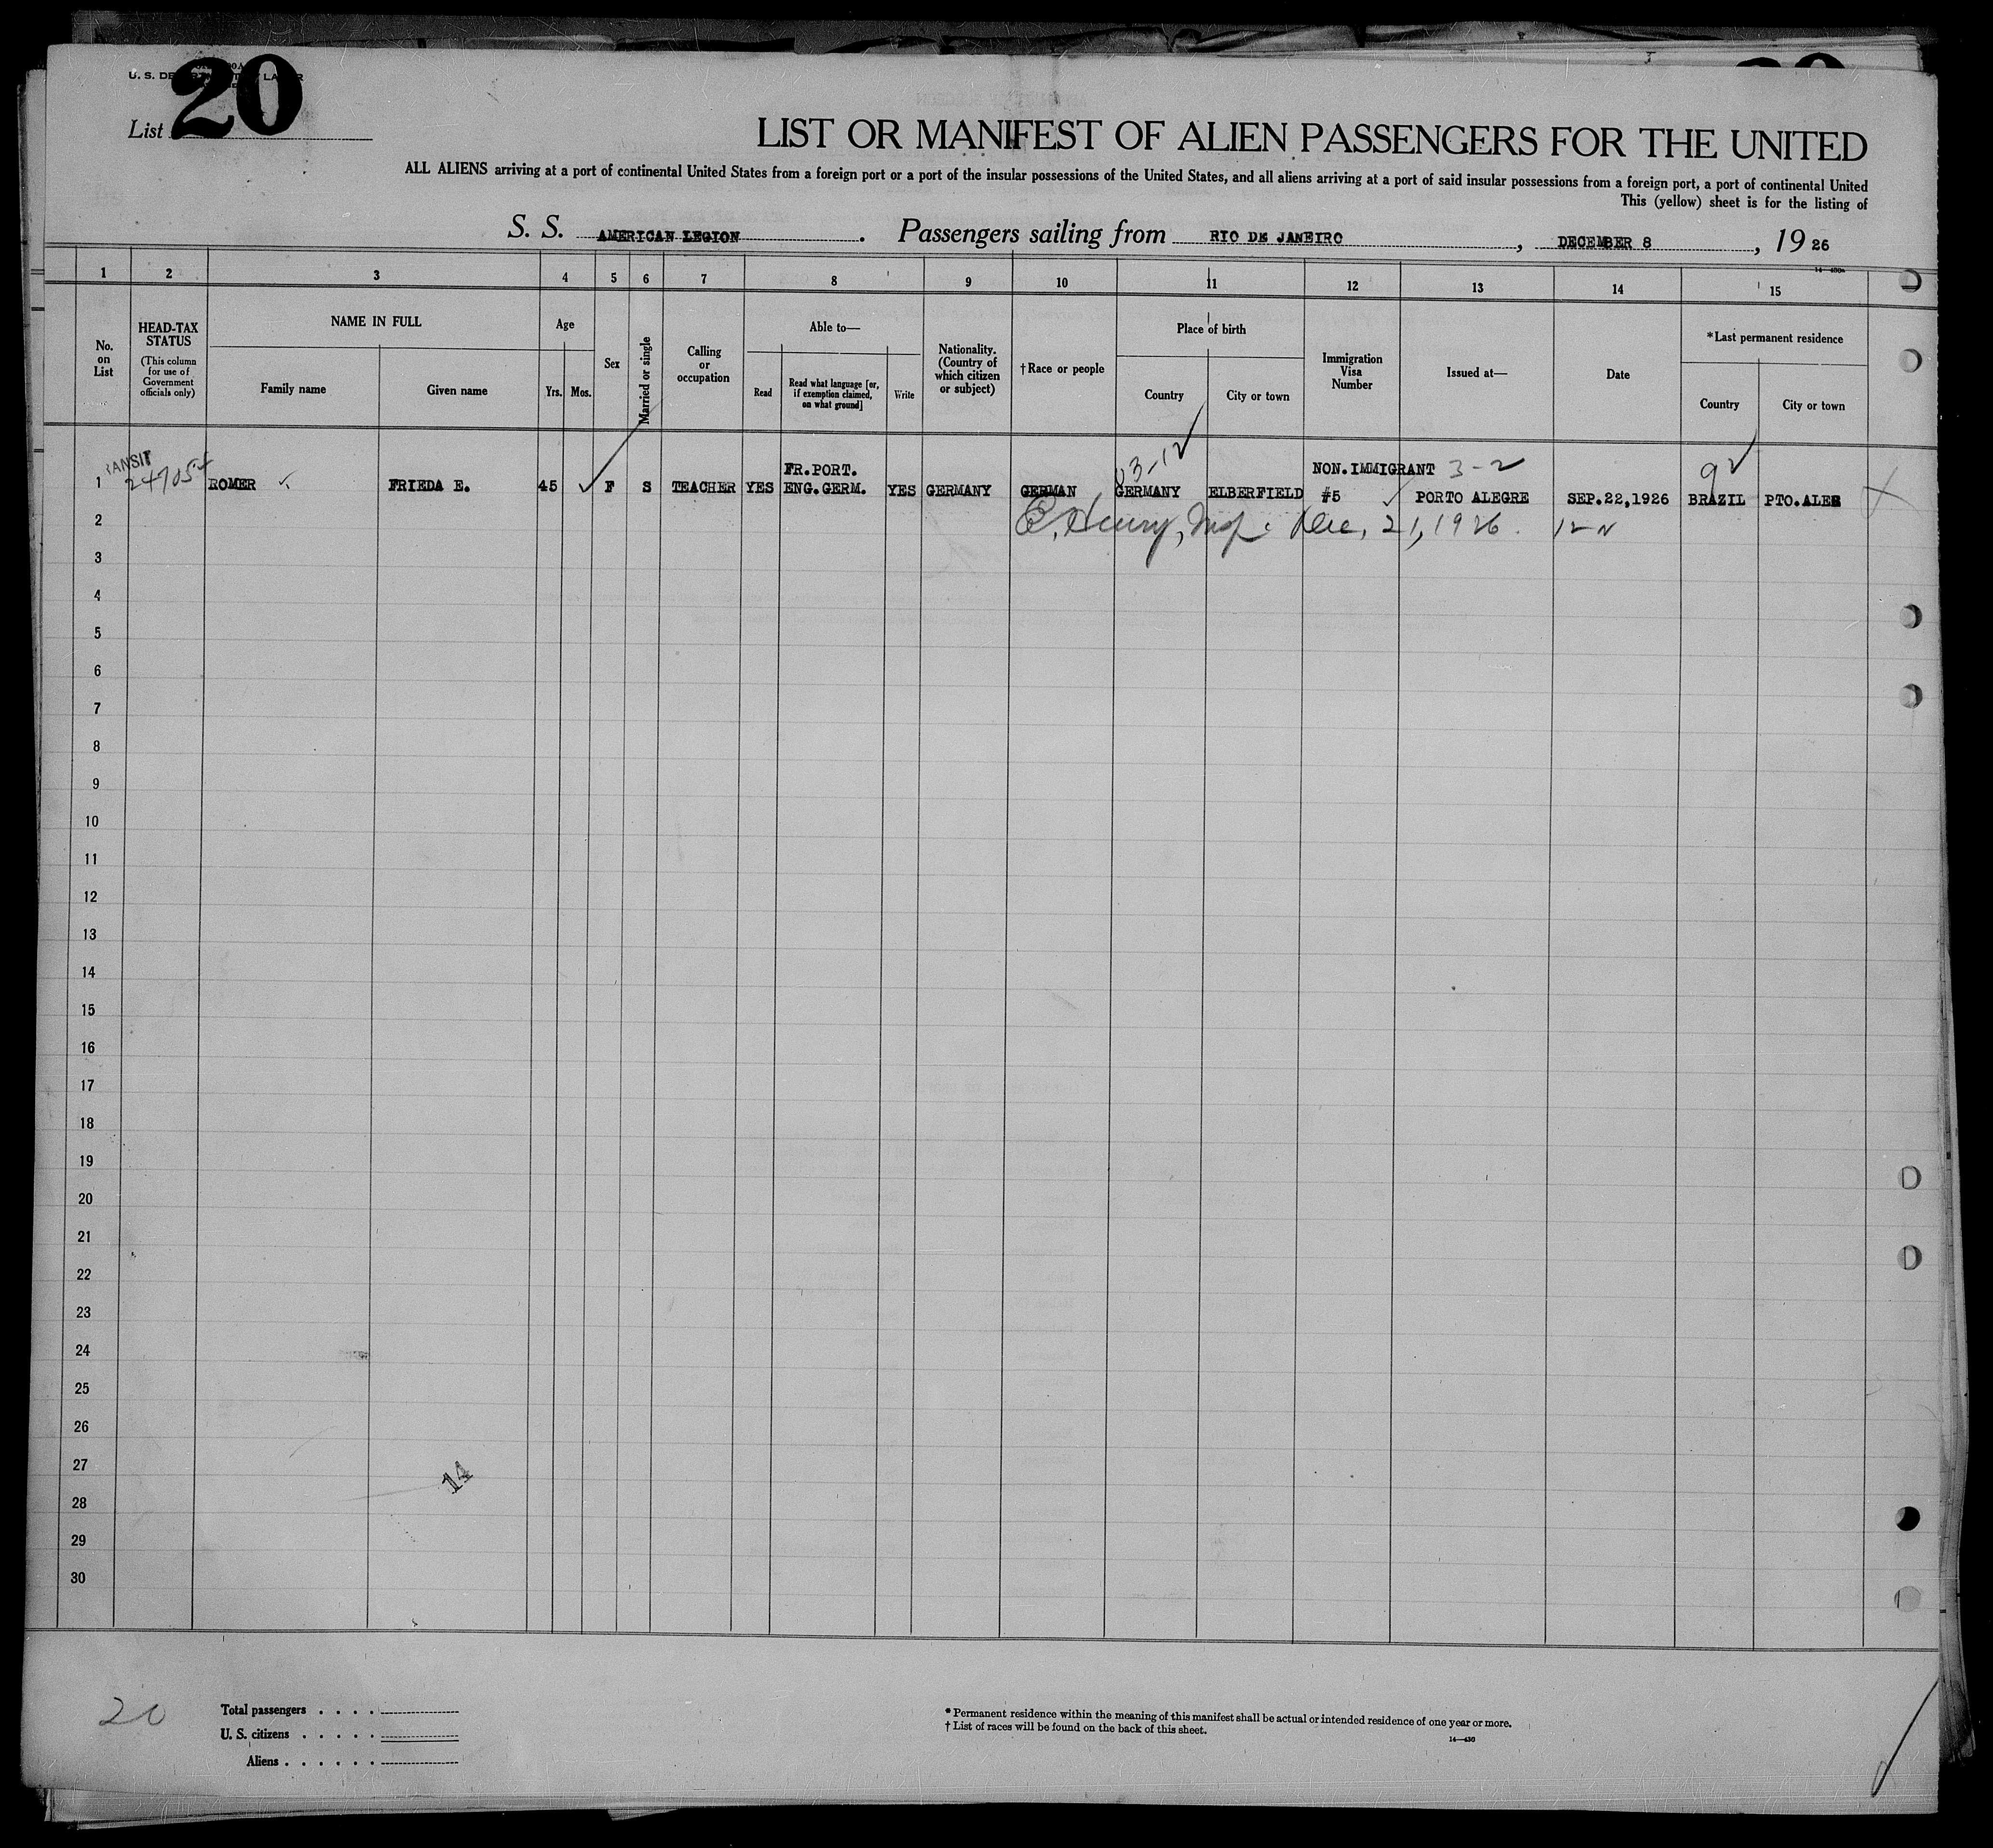 20
U. S. DEPARTMENT OF LABOR
List
LIST OR MANIFEST OF ALIEN PASSENGERS FOR THE UNITED
ALL ALIENS arriving at a port of continental United States from a foreign port or a port of the insular possessions of the United States, and all aliens arriving at a port of said insular possessions from a foreign port, a port of continental United
This (yellow) sheet is for the listing of
S. S. AMERICAN LEGION. Passengers sailing from RIO DE JANEIRO, DECEMBER 8, 1926
1 2 3 4 5 6 7 8 9 10 11 12 13 14 15
No. on List
HEAD-TAX STATUS
(This column for use of Government officials only)
NAME IN FULL
Family name
Given name
Age
Yrs.
Mos.
Sex
Married or single
Calling or occupation
Able to—
Read
Read what language [or, if exemption claimed, on what ground]
Write
Nationality. (Country of which citizen or subject)
†Race or people
Place of birth
Country
City or town
Immigration Visa Number
Issued at—
Date
*Last permanent residence
Country
City or town
03-12
FR.PORT.
NON.IMMIGRANT 3-2
92
1 ROMER FRIEDA E. 45 F S TEACHER YES ENG.GERM. YES GERMANY GERMAN GERMANY ELBERFIELD #5 PORTO ALEGRE SEP.22,1926 BRAZIL PTO.ALEG
2 E. Henry, Insp. Dec. 21, 1926.
3
4
5
6
7
8
9
10
11
12
13
14
15
16
17
18
19
20
21
22
23
24
25
26
27
14
28
29
30
20
Total passengers . . . .
U. S. citizens . . . . .
Aliens . . . . . .
* Permanent residence within the meaning of this manifest shall be actual or intended residence of one year or more.
† List of races will be found on the back of this sheet.
14—430